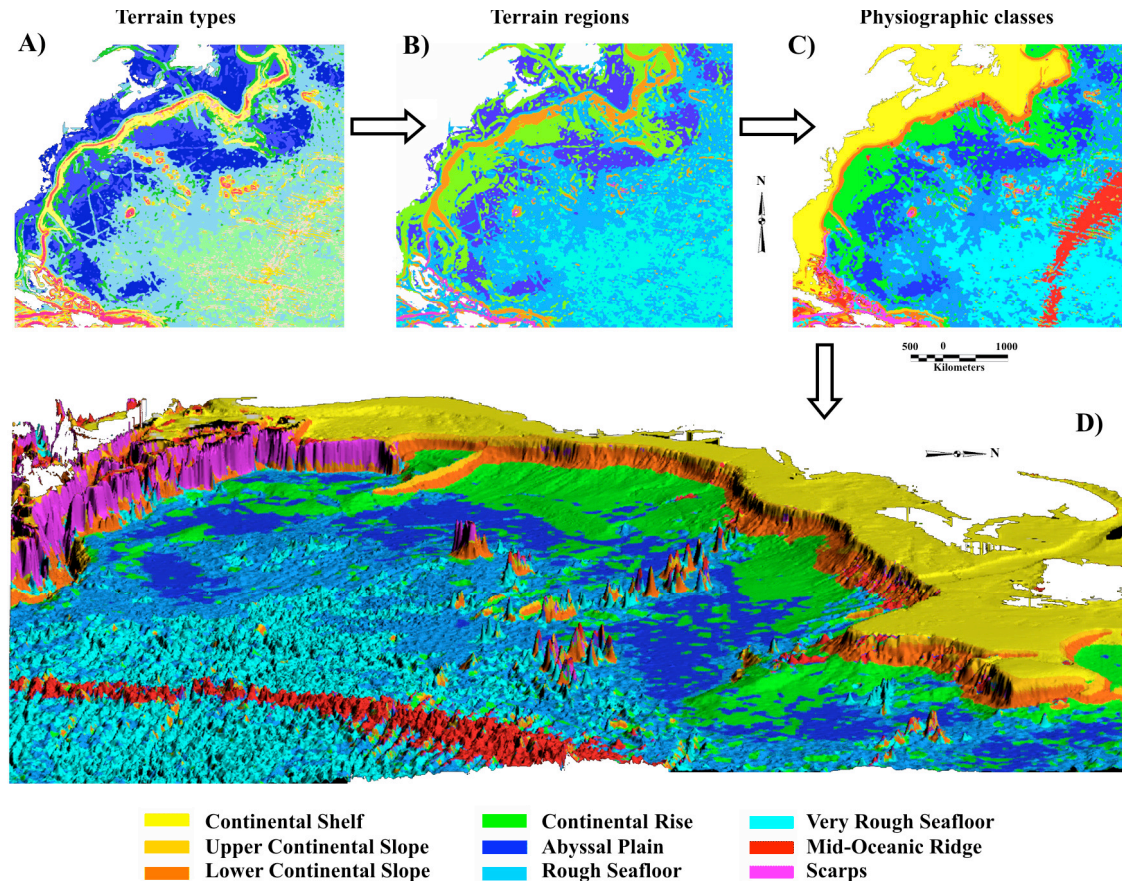 Terrain types
Terrain regions
Physiographic classes
A)
B)
C)
N
500 0 1000
Kilometers
D)
N
Continental Shelf
Upper Continental Slope
Lower Continental Slope
Continental Rise
Abyssal Plain
Rough Seafloor
Very Rough Seafloor
Mid-Oceanic Ridge
Scarps